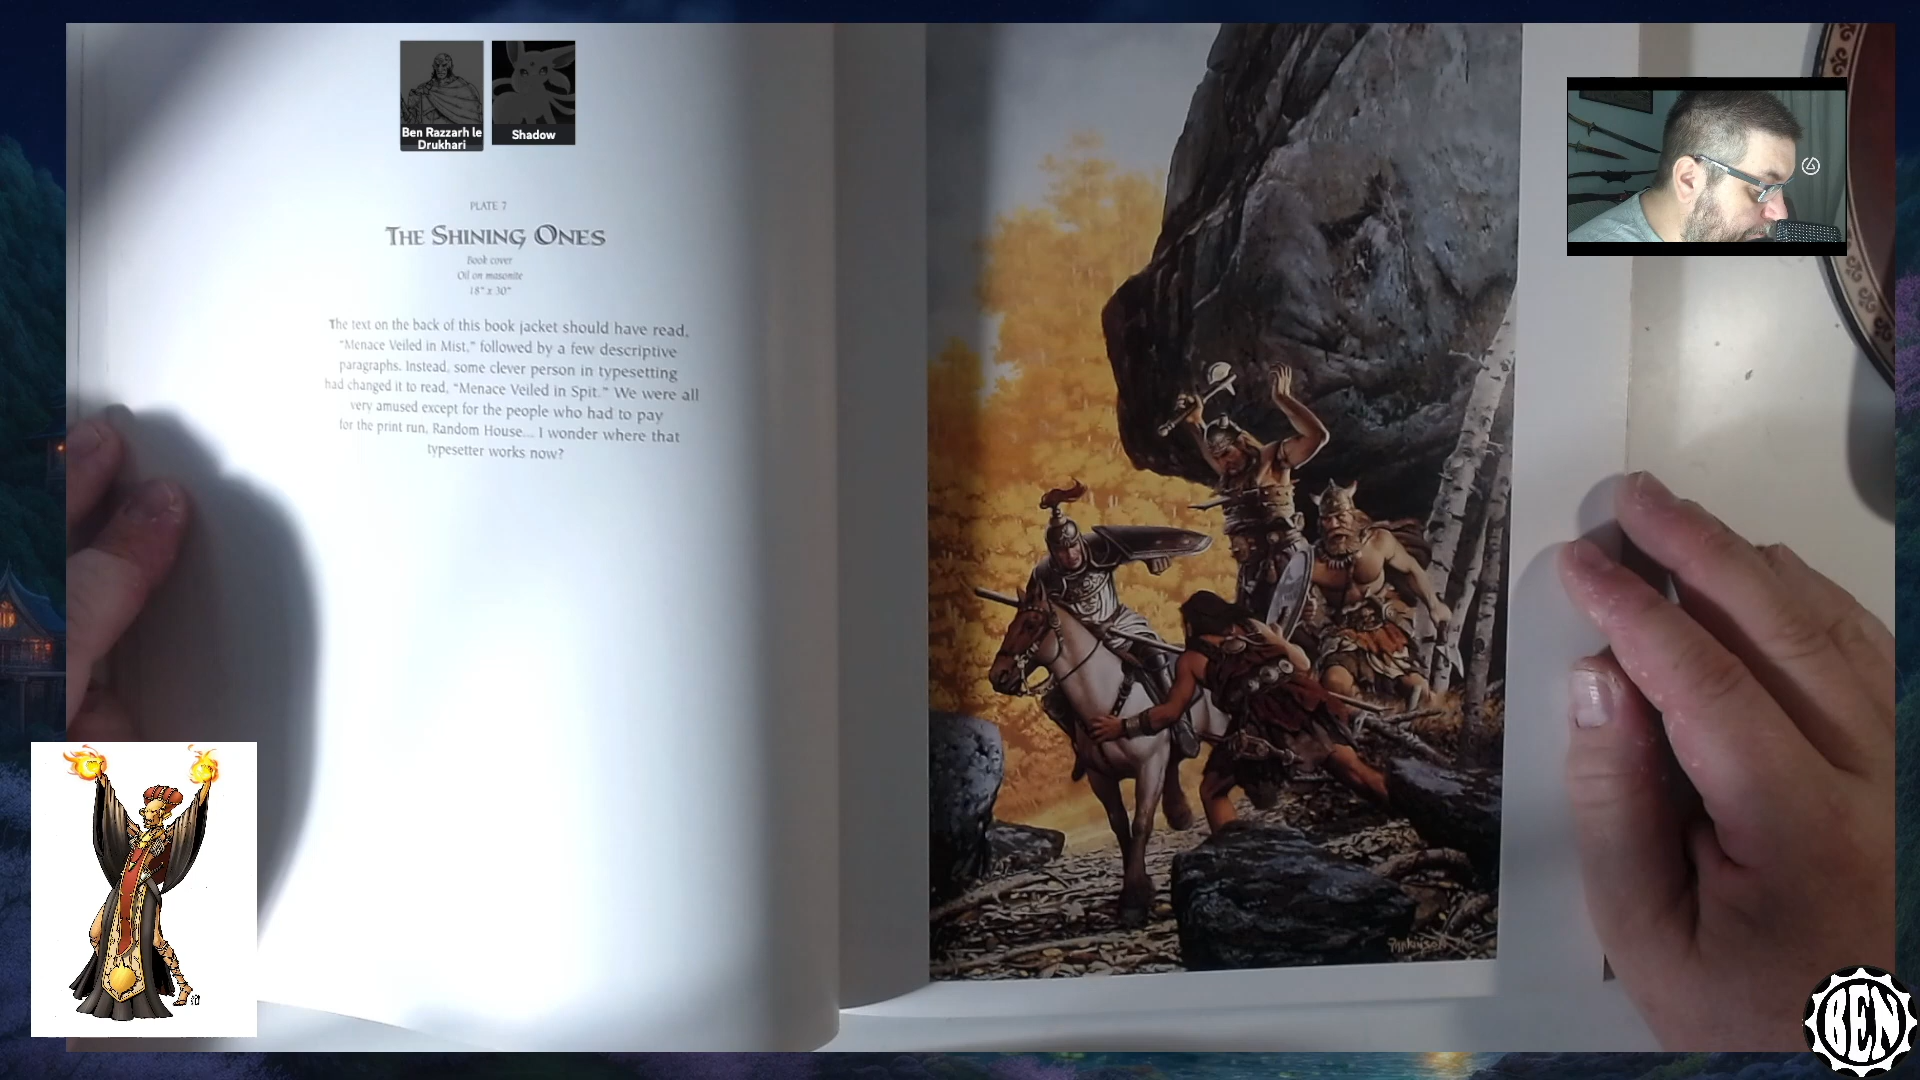 Ben Razzarh le
Drukhari
Shadow
PLATE 7
THE SHINING ONES
Book cover
Oil on masonite
18" x 30"
The text on the back of this book jacket should have read,
"Menace Veiled in Mist," followed by a few descriptive
paragraphs. Instead, some clever person in typesetting
had changed it to read, "Menace Veiled in Spit." We were all
very amused except for the people who had to pay
for the print run, Random House... I wonder where that
typesetter works now?
Parkinson
BEN